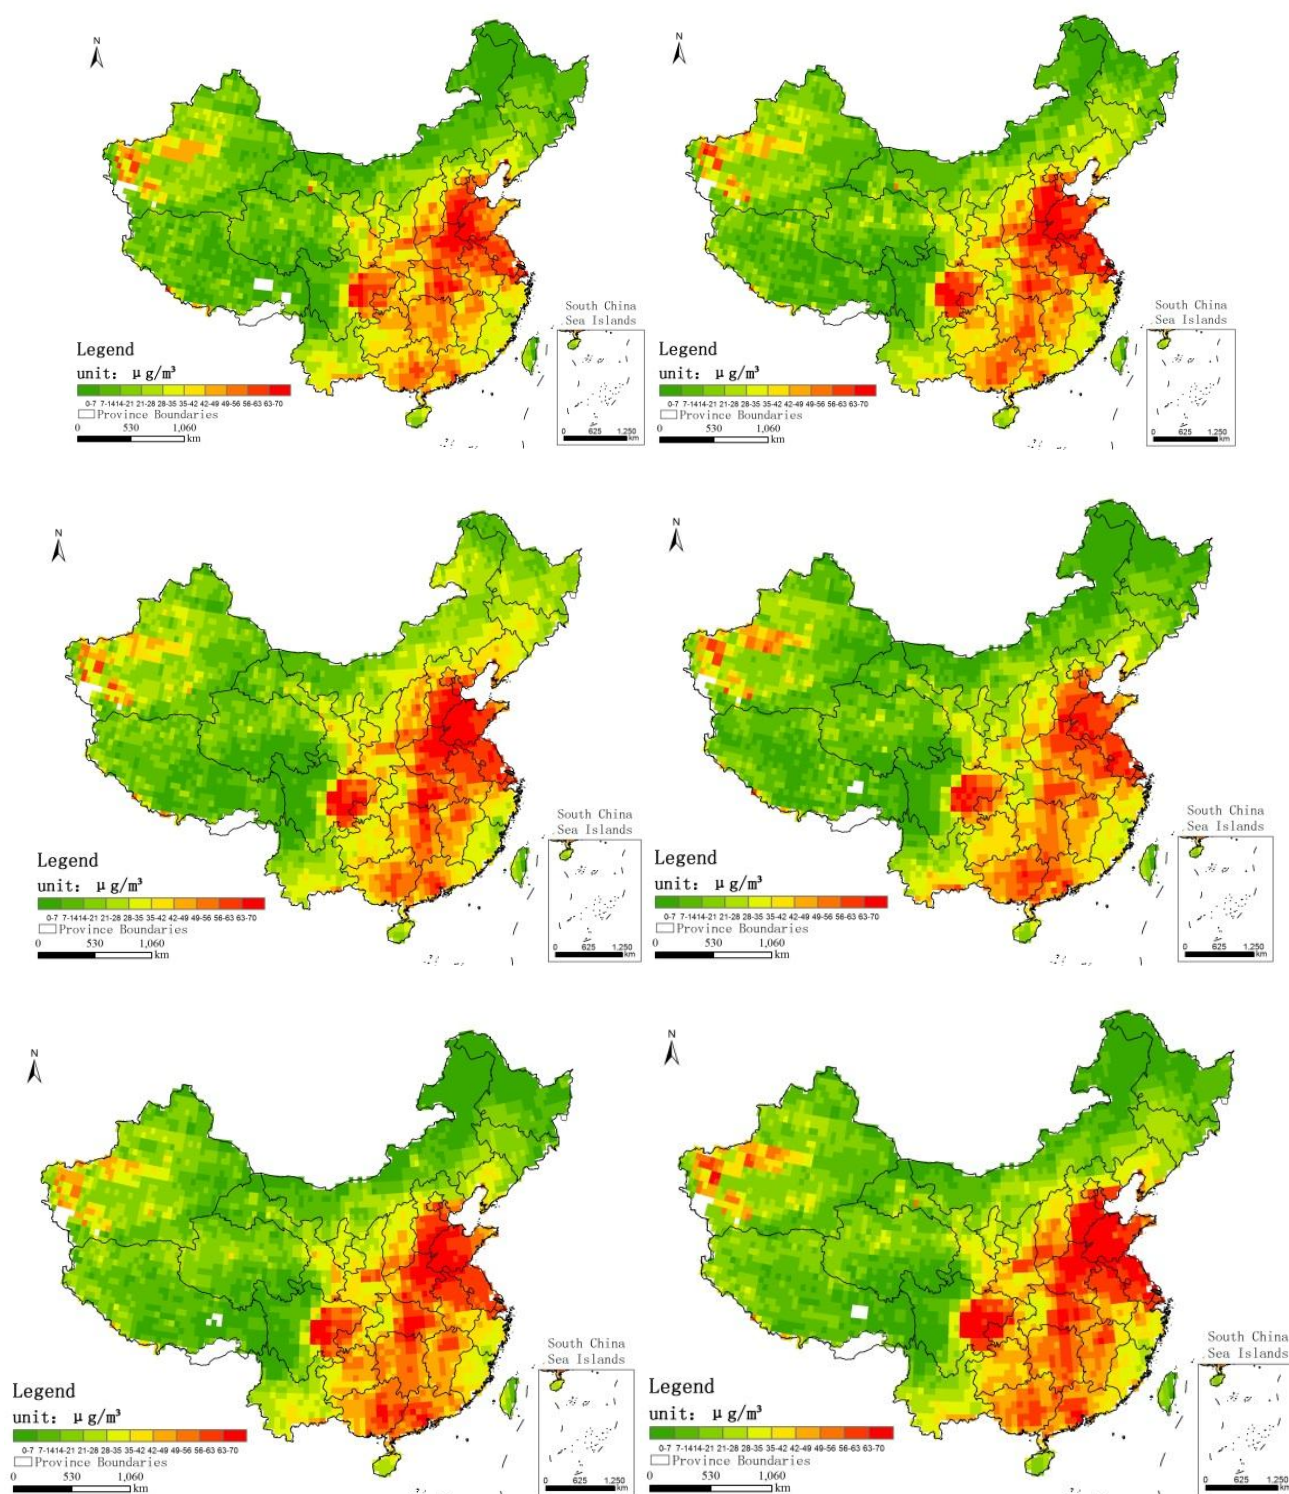 N
South China
Sea Islands
Legend
unit: μg/m³
0-7 7-14 14-21 21-28 28-35 35-42 42-49 49-56 56-63 63-70
Province Boundaries
0 530 1,060
km
0 625 1,250
km
N
South China
Sea Islands
Legend
unit: μg/m³
0-7 7-14 14-21 21-28 28-35 35-42 42-49 49-56 56-63 63-70
Province Boundaries
0 530 1,060
km
0 625 1,250
km
N
South China
Sea Islands
Legend
unit: μg/m³
0-7 7-14 14-21 21-28 28-35 35-42 42-49 49-56 56-63 63-70
Province Boundaries
0 530 1,060
km
0 625 1,250
km
N
South China
Sea Islands
Legend
unit: μg/m³
0-7 7-14 14-21 21-28 28-35 35-42 42-49 49-56 56-63 63-70
Province Boundaries
0 530 1,060
km
0 625 1,250
km
N
South China
Sea Islands
Legend
unit: μg/m³
0-7 7-14 14-21 21-28 28-35 35-42 42-49 49-56 56-63 63-70
Province Boundaries
0 530 1,060
km
0 625 1,250
km
N
South China
Sea Islands
Legend
unit: μg/m³
0-7 7-14 14-21 21-28 28-35 35-42 42-49 49-56 56-63 63-70
Province Boundaries
0 530 1,060
km
0 625 1,250
km